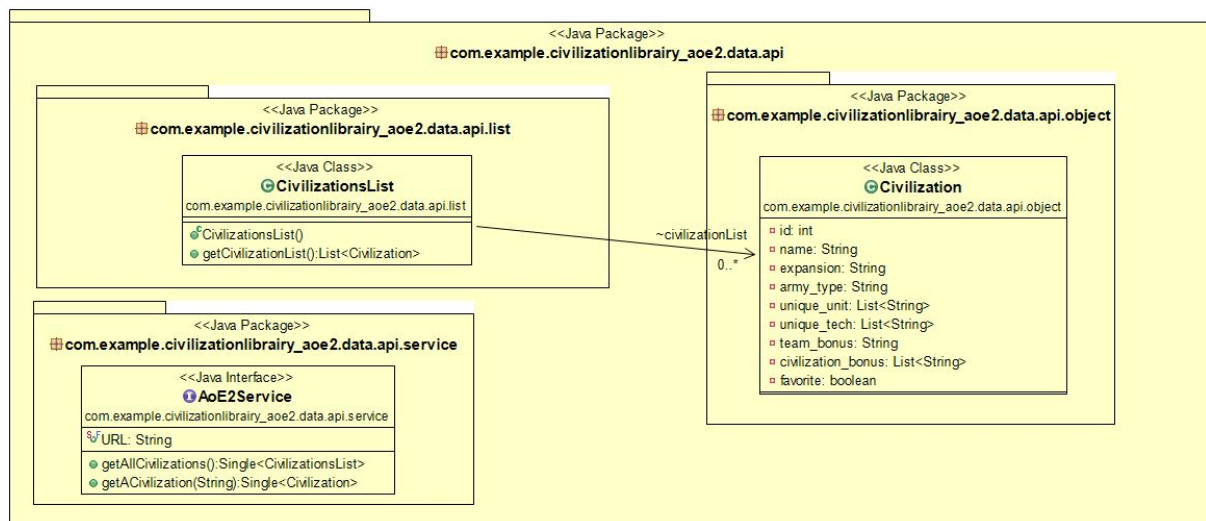 <<Java Package>>
com.example.civilizationlibrairy_aoe2.data.api
<<Java Package>>
com.example.civilizationlibrairy_aoe2.data.api.list
<<Java Class>>
CivilizationsList
com.example.civilizationlibrairy_aoe2.data.api.list
CivilizationsList()
getCivilizationList():List<Civilization>
~civilizationList
0..*
<<Java Package>>
com.example.civilizationlibrairy_aoe2.data.api.object
<<Java Class>>
Civilization
com.example.civilizationlibrairy_aoe2.data.api.object
id: int
name: String
expansion: String
army_type: String
unique_unit: List<String>
unique_tech: List<String>
team_bonus: String
civilization_bonus: List<String>
favorite: boolean
<<Java Package>>
com.example.civilizationlibrairy_aoe2.data.api.service
<<Java Interface>>
AoE2Service
com.example.civilizationlibrairy_aoe2.data.api.service
URL: String
getAllCivilizations():Single<CivilizationsList>
getACivilization(String):Single<Civilization>